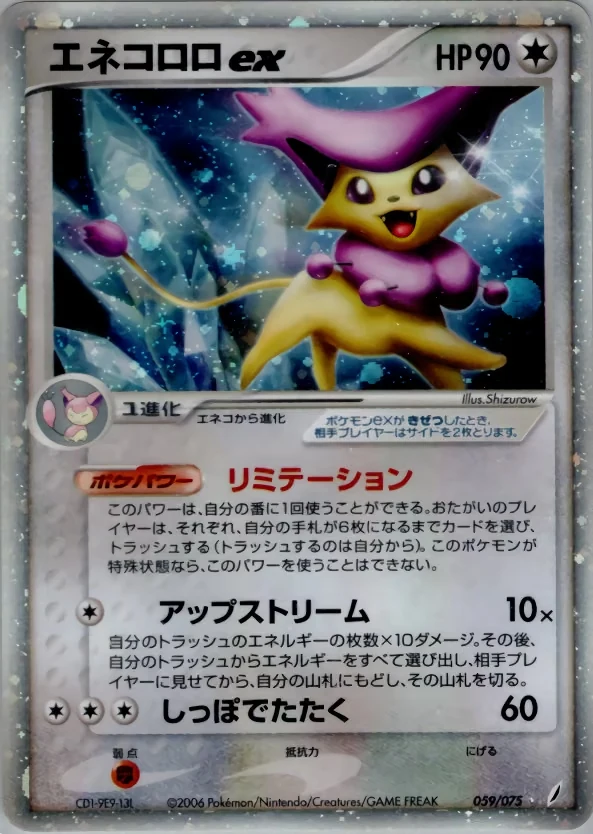 エネコロロex HP90
Illus.Shizurow
1進化 エネコから進化
ポケモンexが きぜつしたとき、
相手プレイヤーはサイドを2枚とります。
ポケパワー リミテーション
このパワーは、自分の番に1回使うことができる。おたがいのプレ
イヤーは、それぞれ、自分の手札が6枚になるまでカードを選び、
トラッシュする(トラッシュするのは自分から)。このポケモンが
特殊状態なら、このパワーを使うことはできない。
アップストリーム 10×
自分のトラッシュのエネルギーの枚数×10ダメージ。その後、
自分のトラッシュからエネルギーをすべて選び出し、相手プレ
イヤーに見せてから、自分の山札にもどし、その山札を切る。
しっぽでたたく 60
弱点 抵抗力 にげる
CD1-9E9-13L ©2006 Pokémon/Nintendo/Creatures/GAME FREAK 059/075